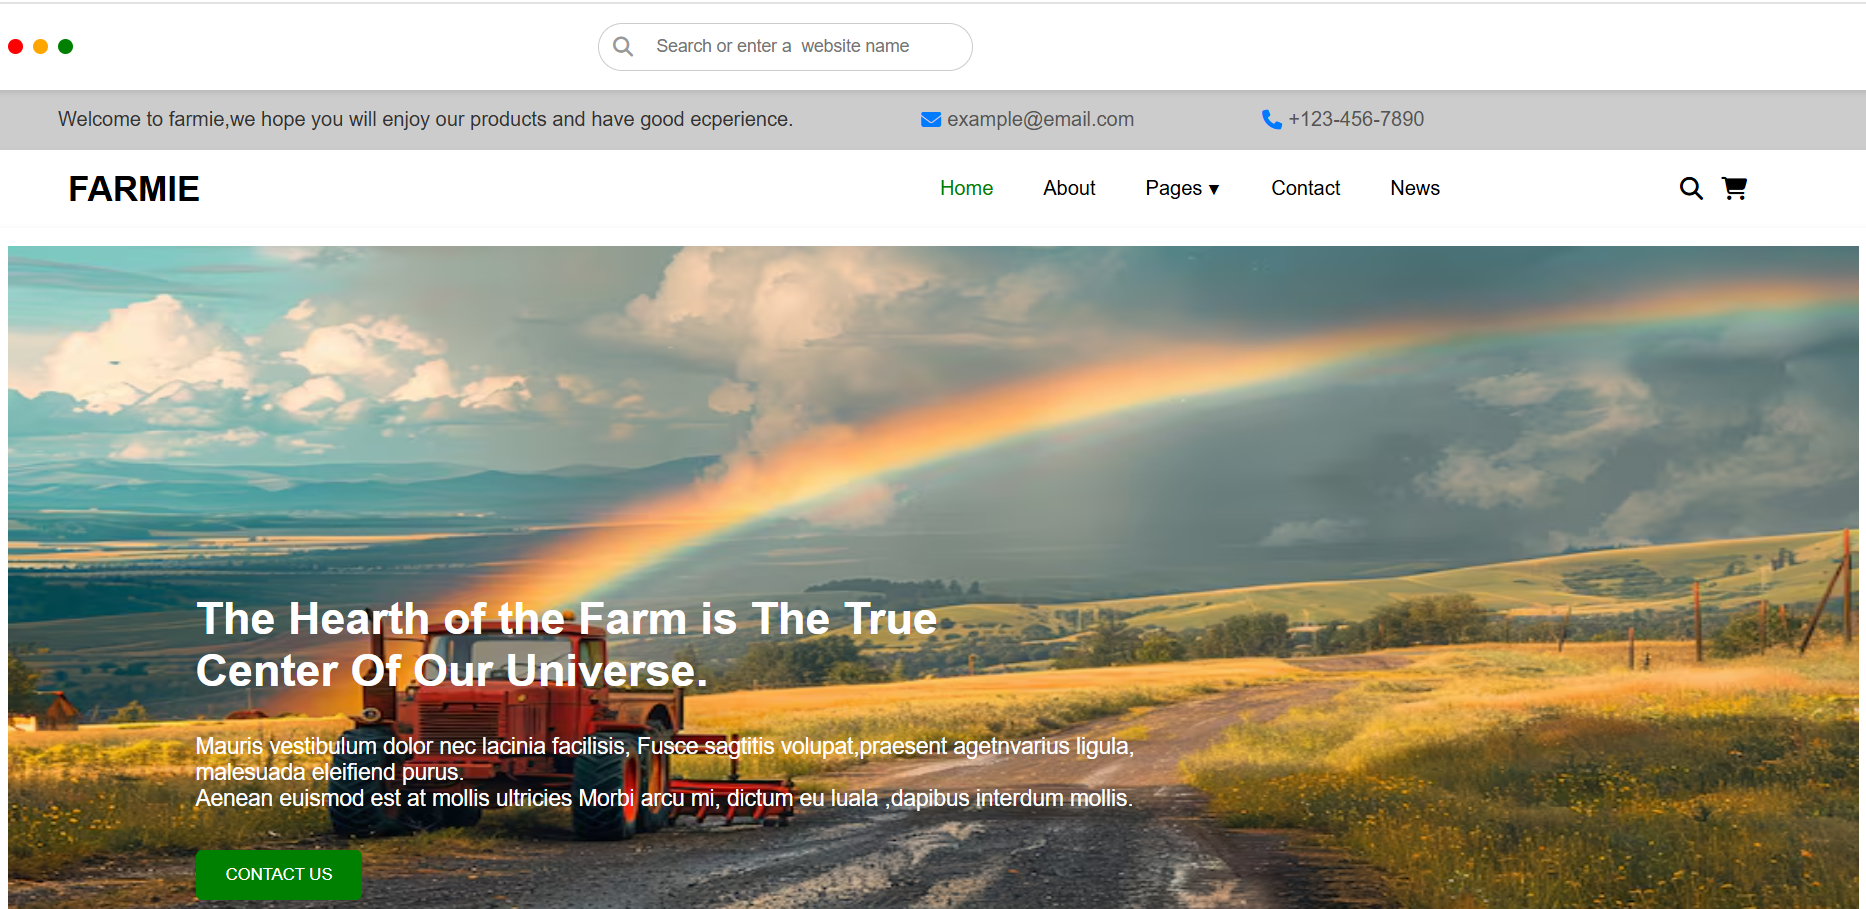 Search or enter a  website name
Welcome to farmie,we hope you will enjoy our products and have good ecperience.
example@email.com
+123-456-7890
FARMIE
Home
About
Pages ▾
Contact
News
The Hearth of the Farm is The True
Center Of Our Universe.
Mauris vestibulum dolor nec lacinia facilisis, Fusce sagtitis volupat,praesent agetnvarius ligula,
malesuada eleifiend purus.
Aenean euismod est at mollis ultricies Morbi arcu mi, dictum eu luala ,dapibus interdum mollis.
CONTACT US